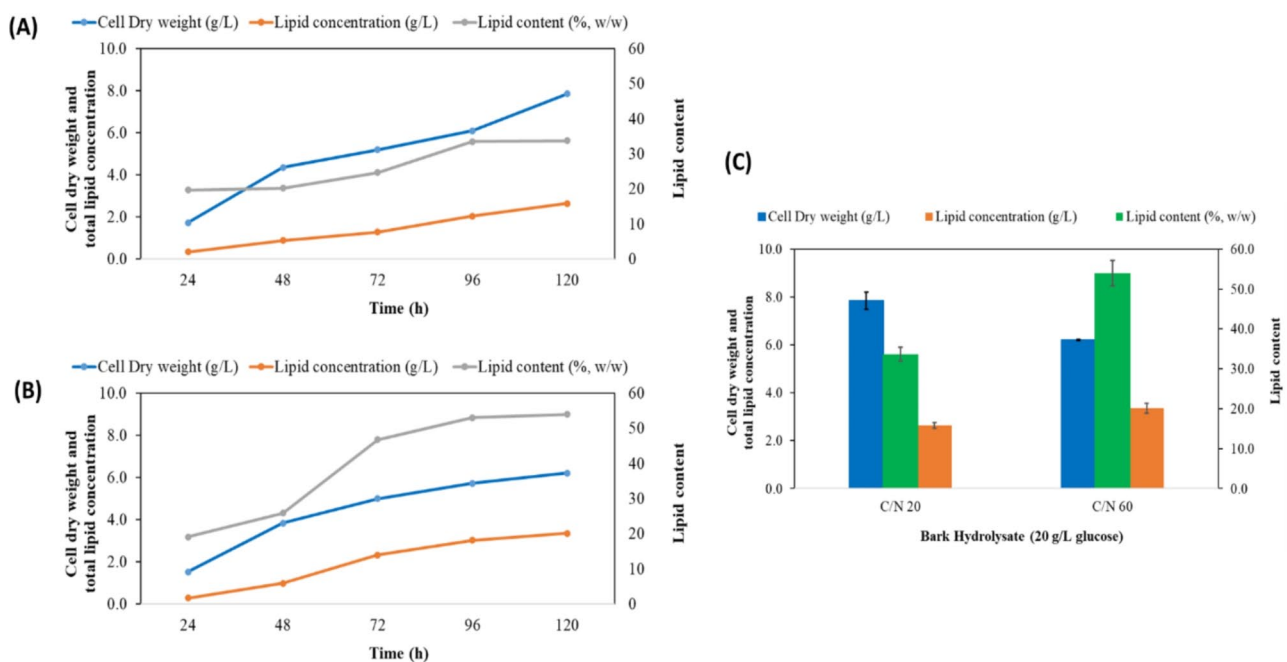 (A)
Cell Dry weight (g/L) Lipid concentration (g/L) Lipid content (%, w/w)
Cell dry weight and
total lipid concentration
10.0
8.0
6.0
4.0
2.0
0.0
60
50
40
30
20
10
0
Lipid content
24 48 72 96 120
Time (h)
(B)
Cell Dry weight (g/L) Lipid concentration (g/L) Lipid content (%, w/w)
Cell dry weight and
total lipid concentration
10.0
8.0
6.0
4.0
2.0
0.0
60
50
40
30
20
10
0
Lipid content
24 48 72 96 120
Time (h)
(C)
Cell Dry weight (g/L) Lipid concentration (g/L) Lipid content (%, w/w)
Cell dry weight and
total lipid concentration
10.0
8.0
6.0
4.0
2.0
0.0
60.0
50.0
40.0
30.0
20.0
10.0
0.0
Lipid content
C/N 20 C/N 60
Bark Hydrolysate (20 g/L glucose)